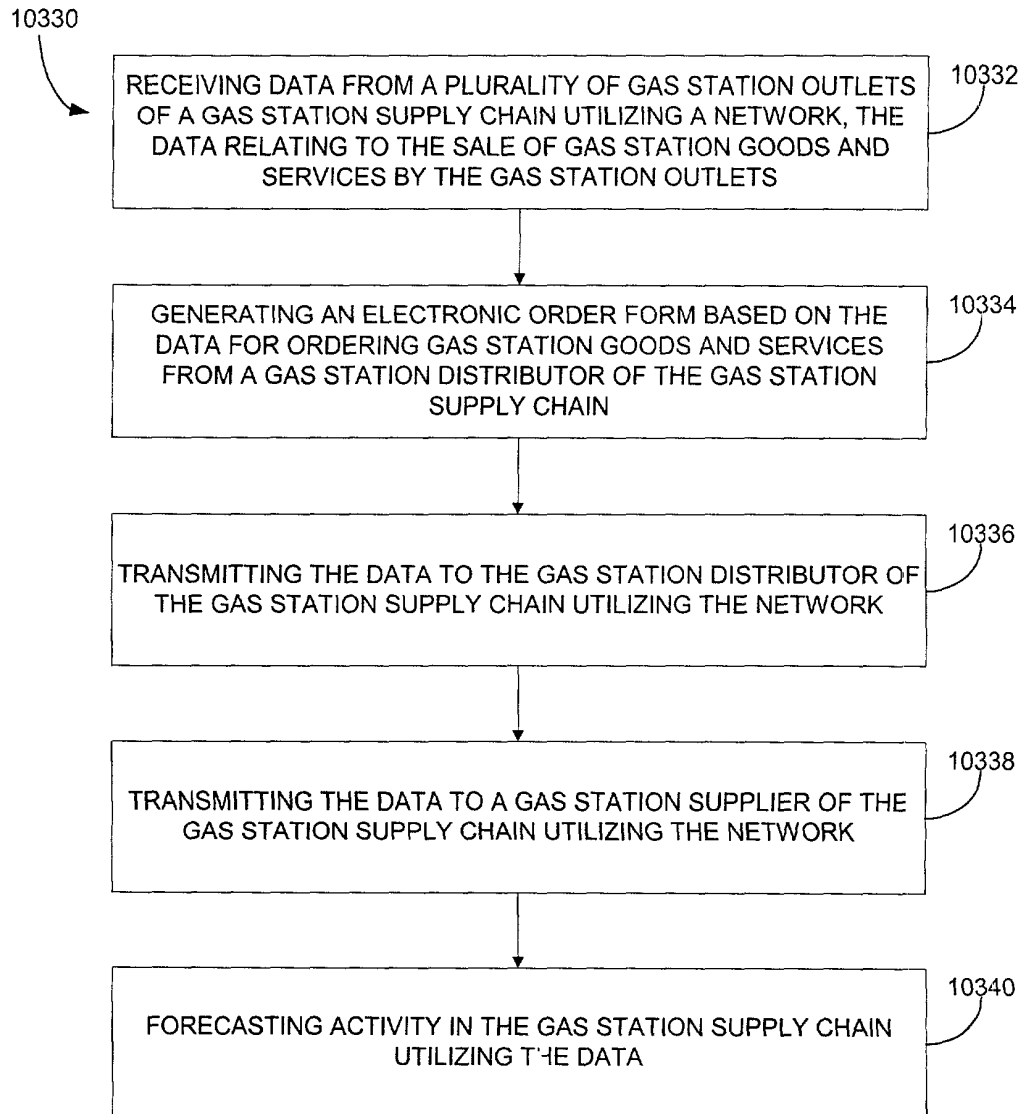 10330
RECEIVING DATA FROM A PLURALITY OF GAS STATION OUTLETS
OF A GAS STATION SUPPLY CHAIN UTILIZING A NETWORK, THE
DATA RELATING TO THE SALE OF GAS STATION GOODS AND
SERVICES BY THE GAS STATION OUTLETS
10332
GENERATING AN ELECTRONIC ORDER FORM BASED ON THE
DATA FOR ORDERING GAS STATION GOODS AND SERVICES
FROM A GAS STATION DISTRIBUTOR OF THE GAS STATION
SUPPLY CHAIN
10334
TRANSMITTING THE DATA TO THE GAS STATION DISTRIBUTOR OF
THE GAS STATION SUPPLY CHAIN UTILIZING THE NETWORK
10336
TRANSMITTING THE DATA TO A GAS STATION SUPPLIER OF THE
GAS STATION SUPPLY CHAIN UTILIZING THE NETWORK
10338
FORECASTING ACTIVITY IN THE GAS STATION SUPPLY CHAIN
UTILIZING THE DATA
10340